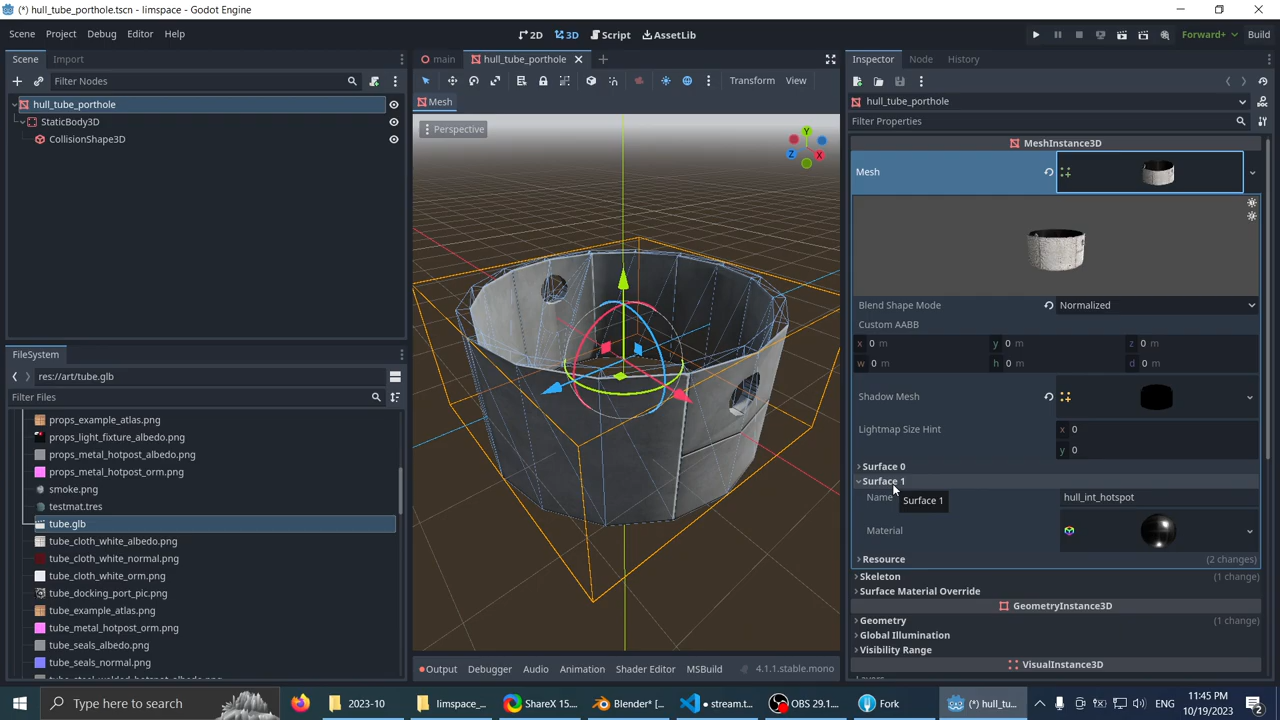 (*) hull_tube_porthole.tscn - limspace - Godot Engine
Scene Project Debug Editor Help
2D 3D Script AssetLib
Forward+ Build
Scene Import
Filter Nodes
hull_tube_porthole
StaticBody3D
CollisionShape3D
FileSystem
res://art/tube.glb
Filter Files
props_example_atlas.png
props_light_fixture_albedo.png
props_metal_hotpost_albedo.png
props_metal_hotpost_orm.png
smoke.png
testmat.tres
tube.glb
tube_cloth_white_albedo.png
tube_cloth_white_normal.png
tube_cloth_white_orm.png
tube_docking_port_pic.png
tube_example_atlas.png
tube_metal_hotpost_orm.png
tube_seals_albedo.png
tube_seals_normal.png
main hull_tube_porthole
Transform View
Mesh
Perspective
Y
Z X
Output Debugger Audio Animation Shader Editor MSBuild 4.1.1.stable.mono
Inspector Node History
hull_tube_porthole
Filter Properties
MeshInstance3D
Mesh
Blend Shape Mode Normalized
Custom AABB
x 0 m y 0 m z 0 m
w 0 m h 0 m d 0 m
Shadow Mesh
Lightmap Size Hint x 0
y 0
Surface 0
Surface 1
Name hull_int_hotspot
Surface 1
Material
Resource (2 changes)
Skeleton (1 change)
Surface Material Override
GeometryInstance3D
Geometry (1 change)
Global Illumination
Visibility Range
VisualInstance3D
Type here to search
2023-10
limspace_...
ShareX 15....
Blender* [...
stream.t...
OBS 29.1...
Fork
(*) hull_tu...
ENG
11:45 PM
10/19/2023
2